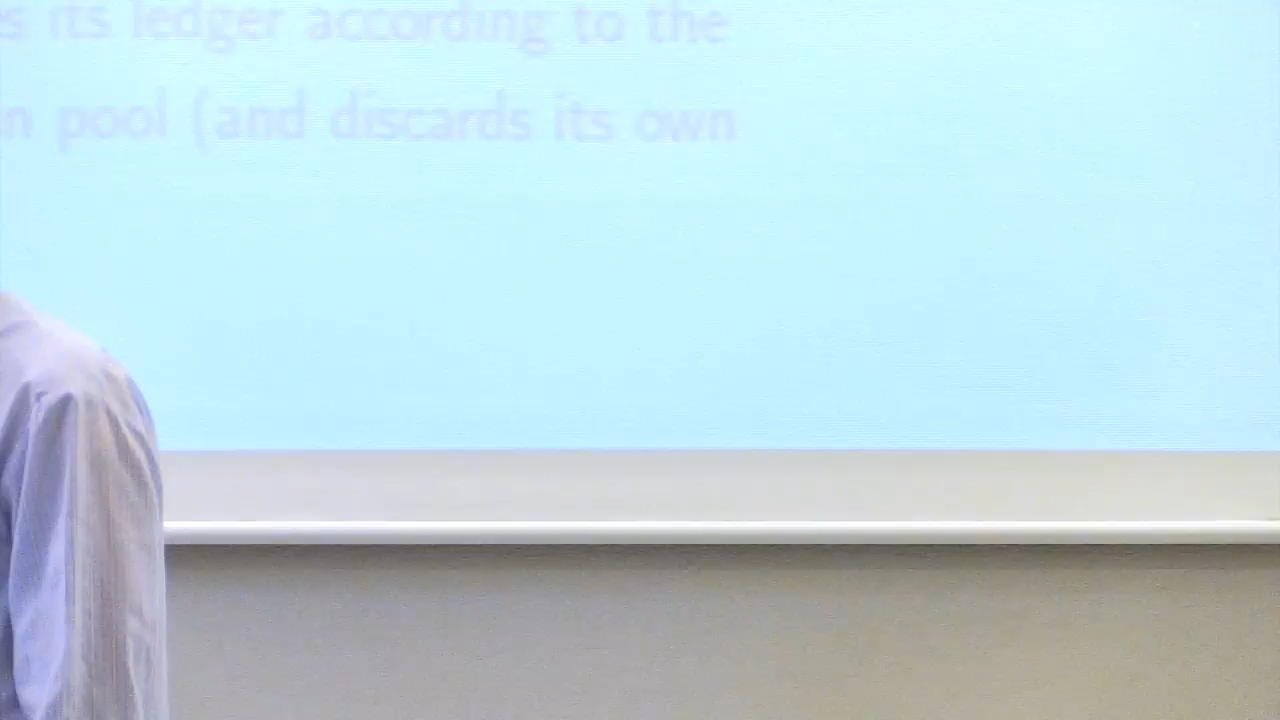 its ledger according to the
pool (and discards its own